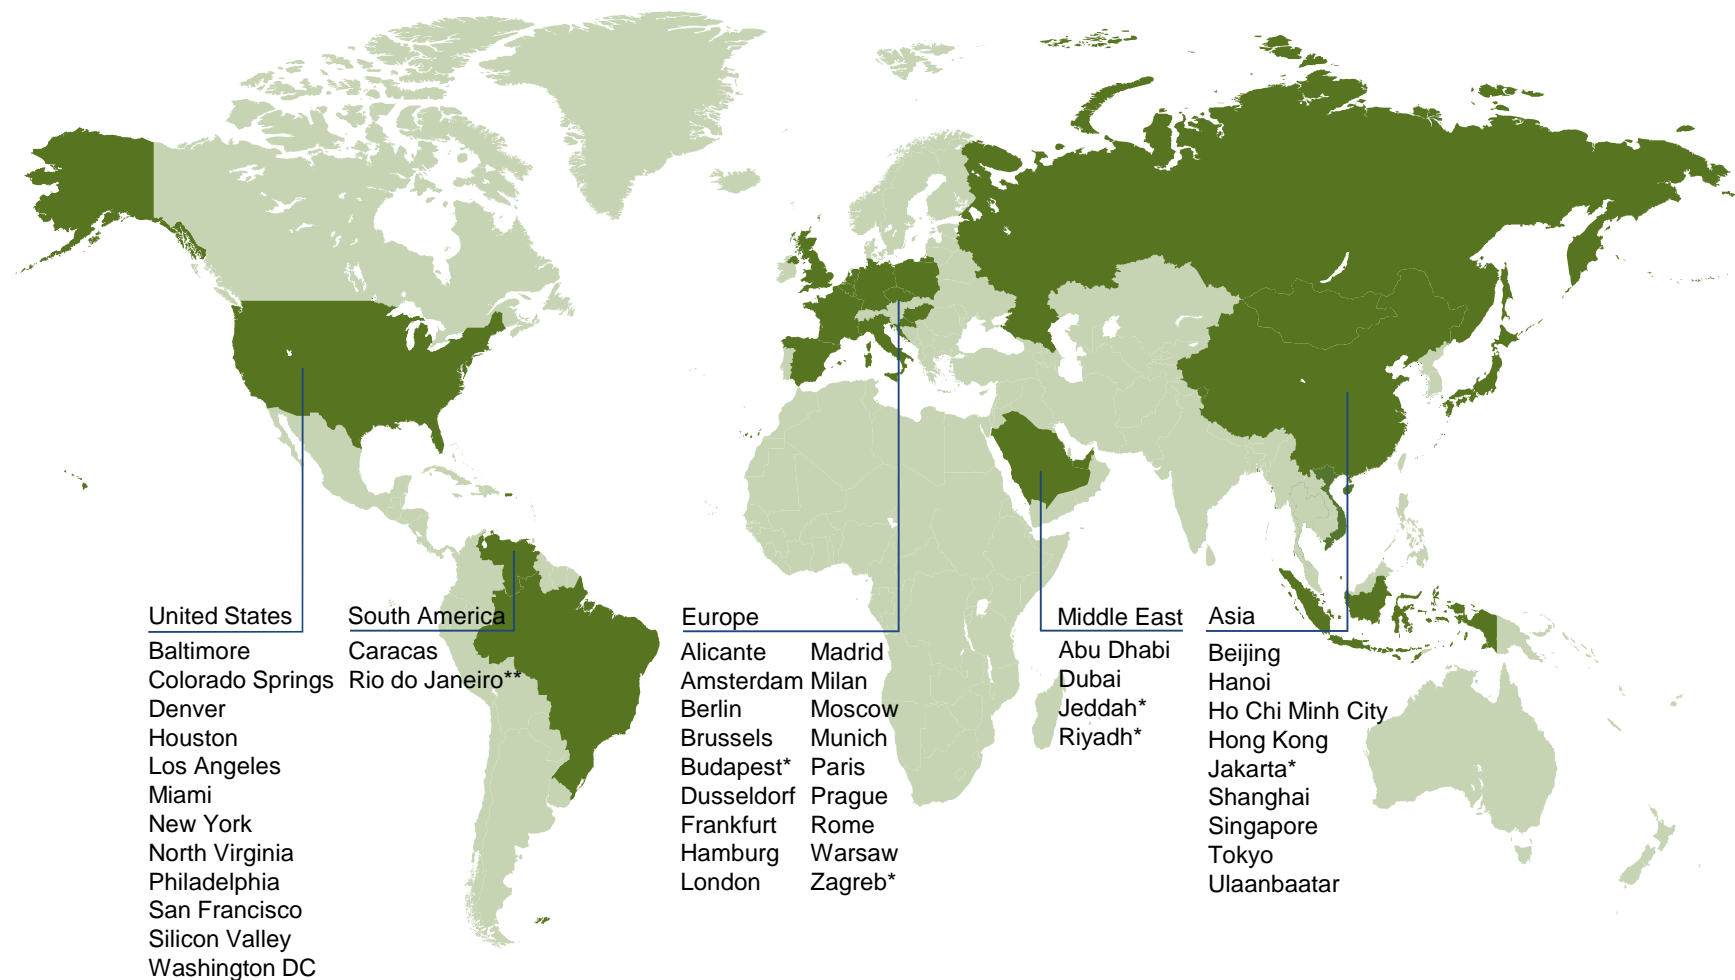 United States
Baltimore
Colorado Springs
Denver
Houston
Los Angeles
Miami
New York
North Virginia
Philadelphia
San Francisco
Silicon Valley
Washington DC
South America
Caracas
Rio do Janeiro**
Europe
Alicante
Amsterdam
Berlin
Brussels
Budapest*
Dusseldorf
Frankfurt
Hamburg
London
Madrid
Milan
Moscow
Munich
Paris
Prague
Rome
Warsaw
Zagreb*
Middle East
Abu Dhabi
Dubai
Jeddah*
Riyadh*
Asia
Beijing
Hanoi
Ho Chi Minh City
Hong Kong
Jakarta*
Shanghai
Singapore
Tokyo
Ulaanbaatar